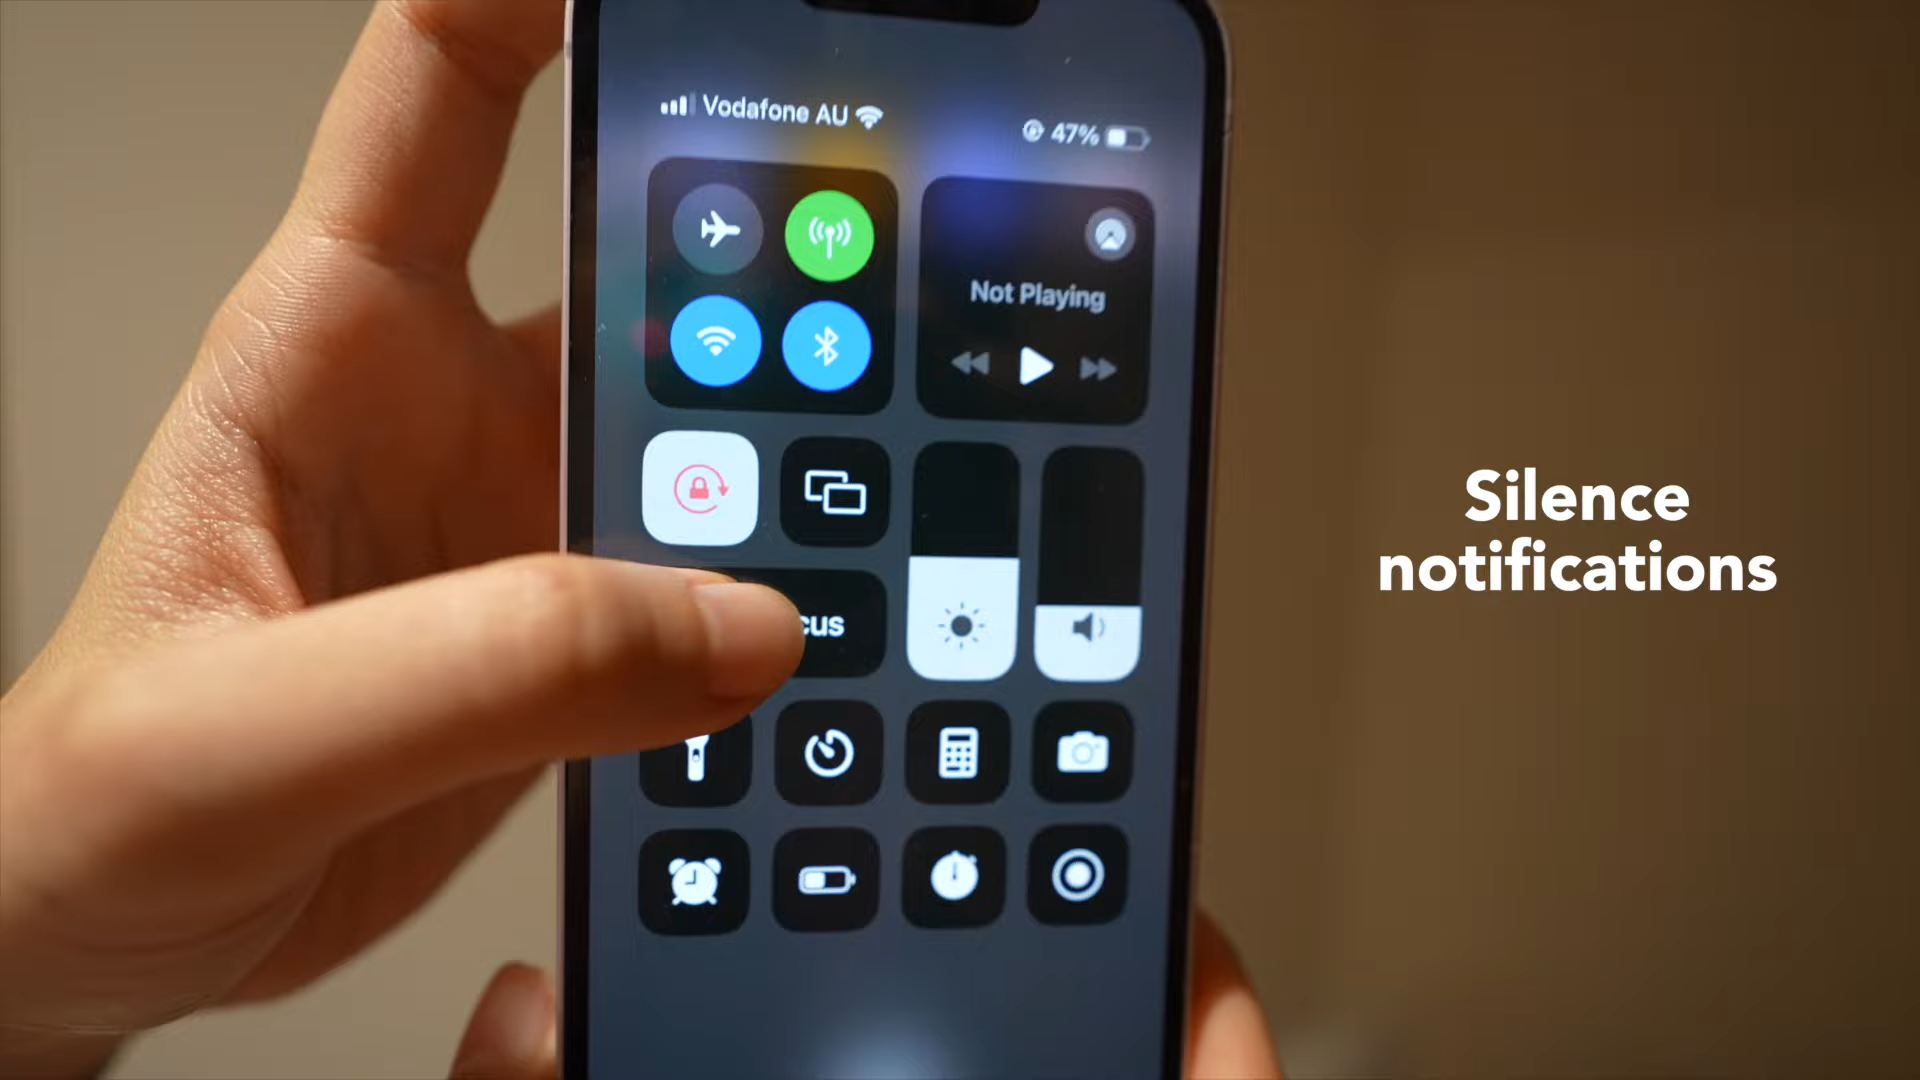 Vodafone AU
47%
Not Playing
cus
Silence
notifications